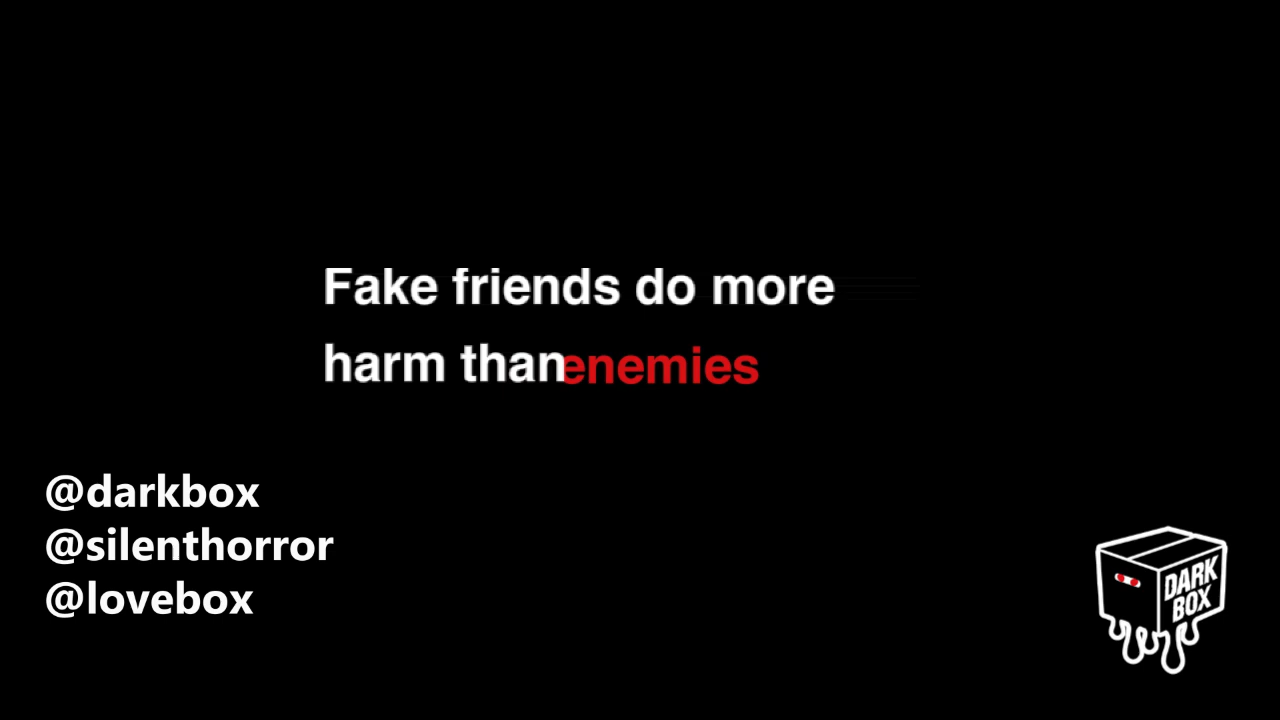 Fake friends do more
harm than enemies
@darkbox
@silenthorror
@lovebox
DARK
BOX